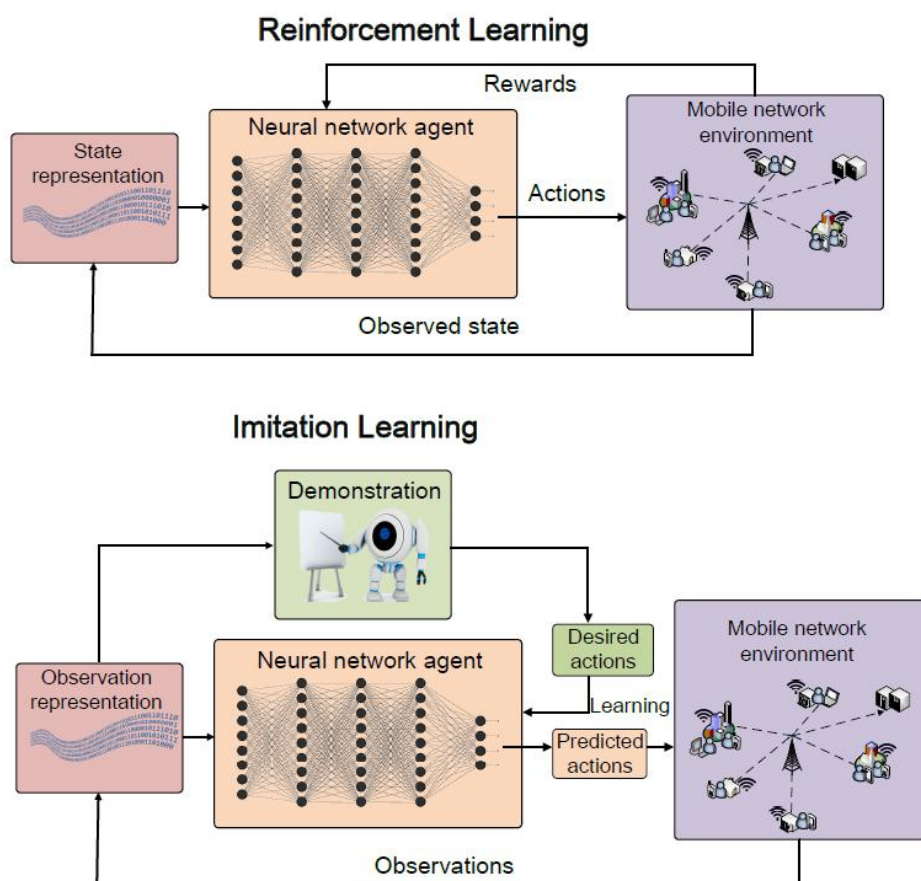 Reinforcement Learning
Rewards
Neural network agent
Mobile network
environment
State
representation
Actions
Observed state
Imitation Learning
Demonstration
Desired
actions
Mobile network
environment
Neural network agent
Observation
representation
Learning
Predicted
actions
Observations